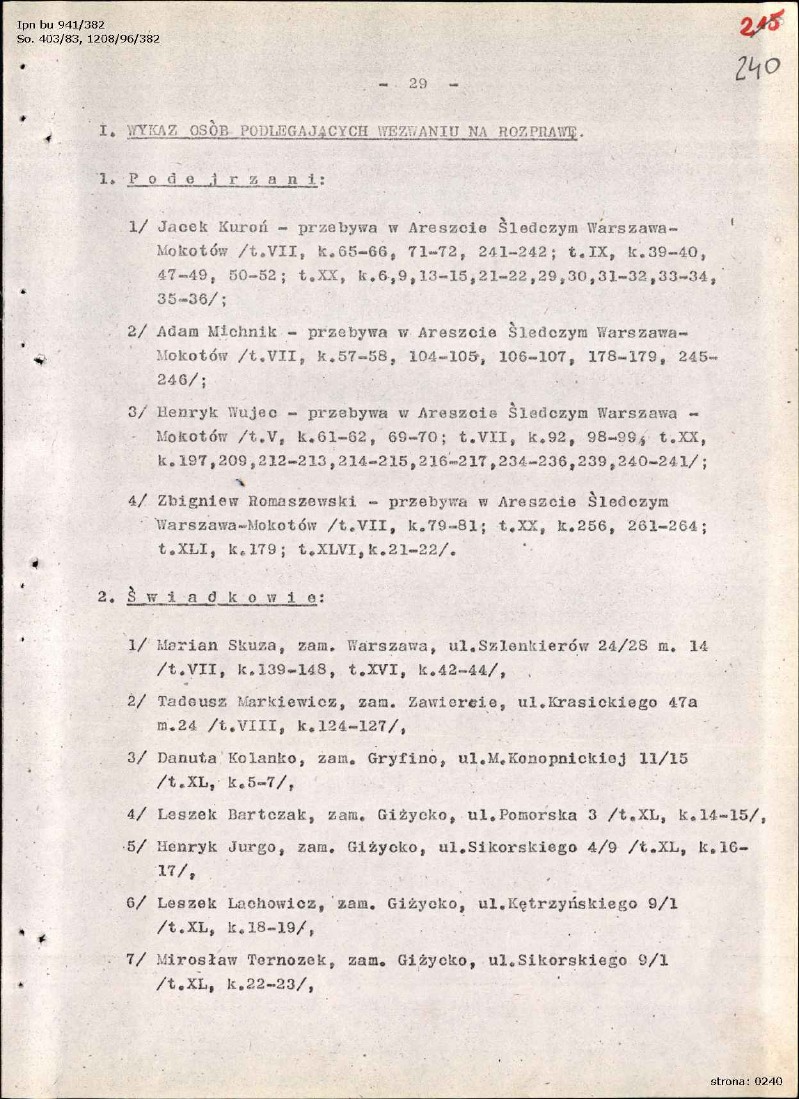 Ipn bu 941/382
So. 403/83, 1208/96/382
215
240
- 29 -
I. WYKAZ OSÓB PODLEGAJĄCYCH WEZWANIU NA ROZPRAWĘ.
1. P o d e j r z a n i:
1/ Jacek Kuroń - przebywa w Areszcie Śledczym Warszawa-
Mokotów /t.VII, k.65-66, 71-72, 241-242; t.IX, k.39-40,
47-49, 50-52; t.XX, k.6,9,13-15,21-22,29,30,31-32,33-34,
35-36/;
2/ Adam Michnik - przebywa w Areszcie Śledczym Warszawa-
Mokotów /t.VII, k.57-58, 104-105, 106-107, 178-179, 245-
246/;
3/ Henryk Wujec - przebywa w Areszcie Śledczym Warszawa -
Mokotów /t.V, k.61-62, 69-70; t.VII, k.92, 98-99; t.XX,
k.197,209,212-213,214-215,216-217,234-236,239,240-241/;
4/ Zbigniew Romaszewski - przebywa w Areszcie Śledczym
Warszawa-Mokotów /t.VII, k.79-81; t.XX, k.256, 261-264;
t.XLI, k.179; t.XLVI,k.21-22/.
2. Ś w i a d k o w i e:
1/ Marian Skuza, zam. Warszawa, ul.Szlenkierów 24/28 m. 14
/t.VII, k.139-148, t.XVI, k.42-44/,
2/ Tadeusz Markiewicz, zam. Zawiercie, ul.Krasickiego 47a
m.24 /t.VIII, k.124-127/,
3/ Danuta Kolanko, zam. Gryfino, ul.M.Konopnickiej 11/15
/t.XL, k.5-7/,
4/ Leszek Bartczak, zam. Giżycko, ul.Pomorska 3 /t.XL, k.14-15/,
5/ Henryk Jurgo, zam. Giżycko, ul.Sikorskiego 4/9 /t.XL, k.16-
17/,
6/ Leszek Lachowicz, zam. Giżycko, ul.Kętrzyńskiego 9/1
/t.XL, k.18-19/,
7/ Mirosław Ternozek, zam. Giżycko, ul.Sikorskiego 9/1
/t.XL, k.22-23/,
strona: 0240